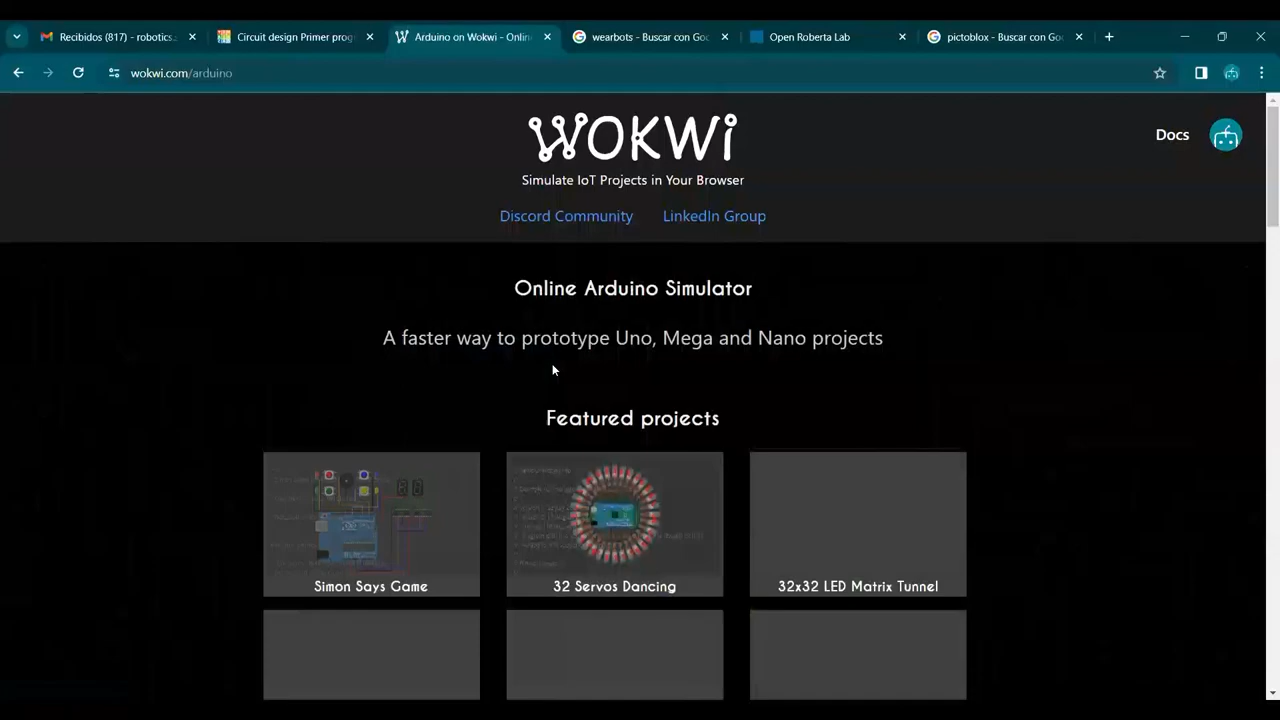 Recibidos (817) - robotics.
Circuit design Primer prog
Arduino on Wokwi - Onlin
wearbots - Buscar con Goo
Open Roberta Lab
pictoblox - Buscar con Goo
wokwi.com/arduino
WOKWi
Docs
Simulate IoT Projects in Your Browser
Discord Community
LinkedIn Group
Online Arduino Simulator
A faster way to prototype Uno, Mega and Nano projects
Featured projects
Simon Says Game
32 Servos Dancing
32x32 LED Matrix Tunnel